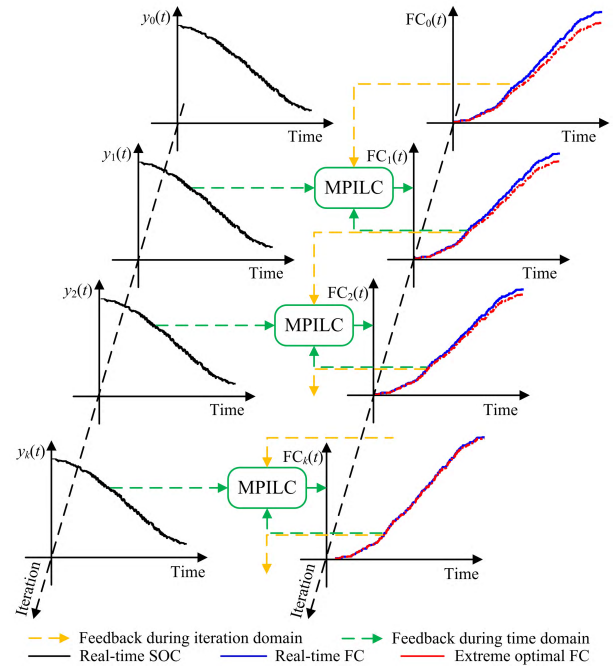 y0(t)
FC0(t)
Time
Time
y1(t)
FC1(t)
MPILC
Time
Time
y2(t)
FC2(t)
MPILC
Time
Time
yk(t)
FCk(t)
MPILC
Time
Time
Iteration
Iteration
Feedback during iteration domain
Feedback during time domain
Real-time SOC
Real-time FC
Extreme optimal FC